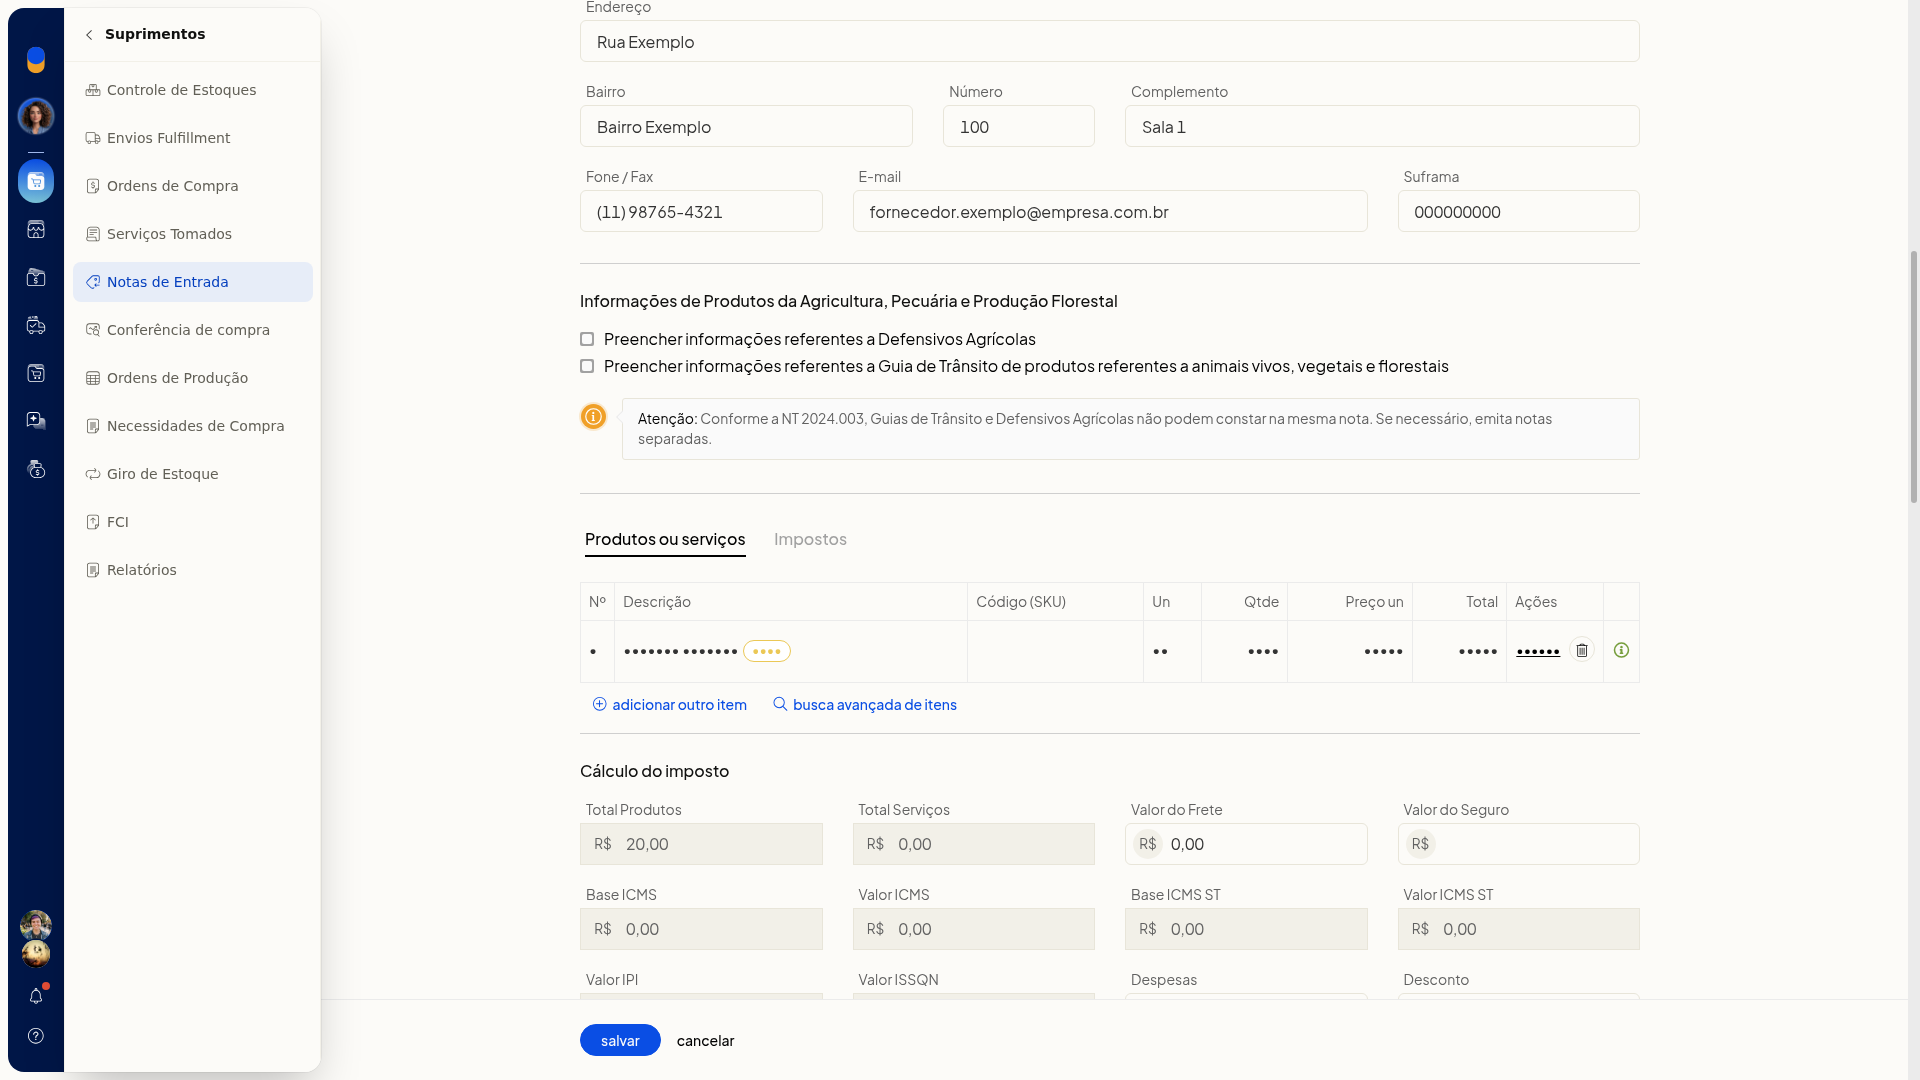 Suprimentos
Controle de Estoques
Envios Fulfillment
Ordens de Compra
Serviços Tomados
Notas de Entrada
Conferência de compra
Ordens de Produção
Necessidades de Compra
Giro de Estoque
FCI
Relatórios
Endereço
Rua Exemplo
Bairro Número Complemento
Bairro Exemplo 100 Sala 1
Fone / Fax E-mail Suframa
(11) 98765-4321 fornecedor.exemplo@empresa.com.br 000000000
Informações de Produtos da Agricultura, Pecuária e Produção Florestal
Preencher informações referentes a Defensivos Agrícolas
Preencher informações referentes a Guia de Trânsito de produtos referentes a animais vivos, vegetais e florestais
Atenção: Conforme a NT 2024.003, Guias de Trânsito e Defensivos Agrícolas não podem constar na mesma nota. Se necessário, emita notas
separadas.
Produtos ou serviços Impostos
Nº Descrição Código (SKU) Un Qtde Preço un Total Ações
• ••••••• ••••••• •••• •• •••• ••••• ••••• ••••••
adicionar outro item busca avançada de itens
Cálculo do imposto
Total Produtos Total Serviços Valor do Frete Valor do Seguro
R$ 20,00 R$ 0,00 R$ 0,00 R$
Base ICMS Valor ICMS Base ICMS ST Valor ICMS ST
R$ 0,00 R$ 0,00 R$ 0,00 R$ 0,00
Valor IPI Valor ISSQN Despesas Desconto
salvar cancelar